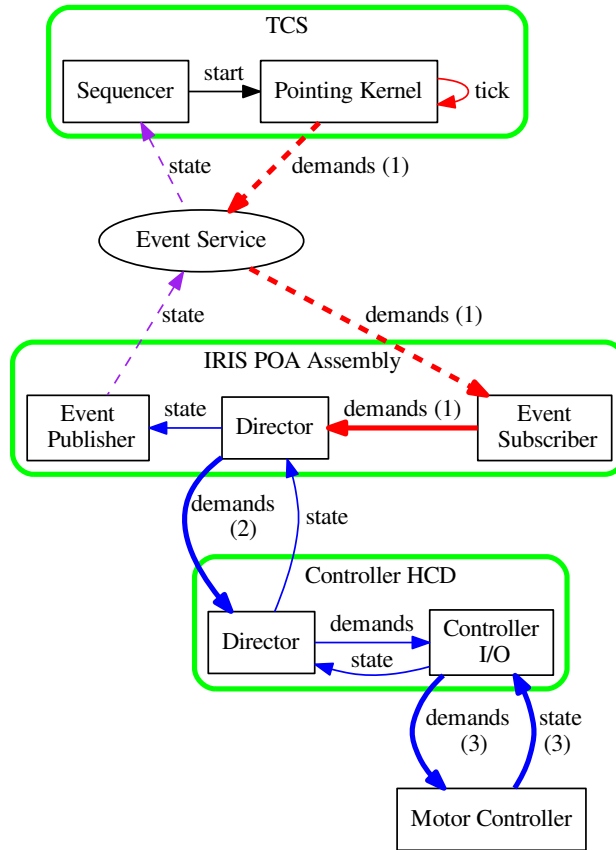 TCS
Sequencer
start
Pointing Kernel
tick
state
demands (1)
Event Service
state
demands (1)
IRIS POA Assembly
Event
Publisher
state
Director
demands (1)
Event
Subscriber
demands
(2)
state
Controller HCD
Director
demands
state
Controller
I/O
demands
(3)
state
(3)
Motor Controller